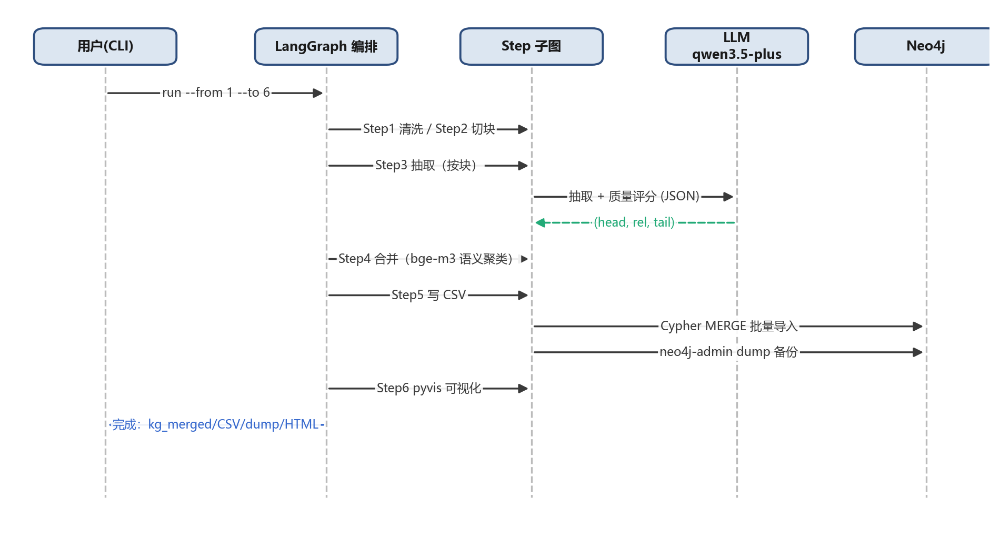 用户(CLI)
LangGraph 编排
Step 子图
LLM
qwen3.5-plus
Neo4j
run --from 1 --to 6
Step1 清洗 / Step2 切块
Step3 抽取（按块）
抽取 + 质量评分 (JSON)
(head, rel, tail)
Step4 合并（bge-m3 语义聚类）
Step5 写 CSV
Cypher MERGE 批量导入
neo4j-admin dump 备份
Step6 pyvis 可视化
完成：kg_merged/CSV/dump/HTML